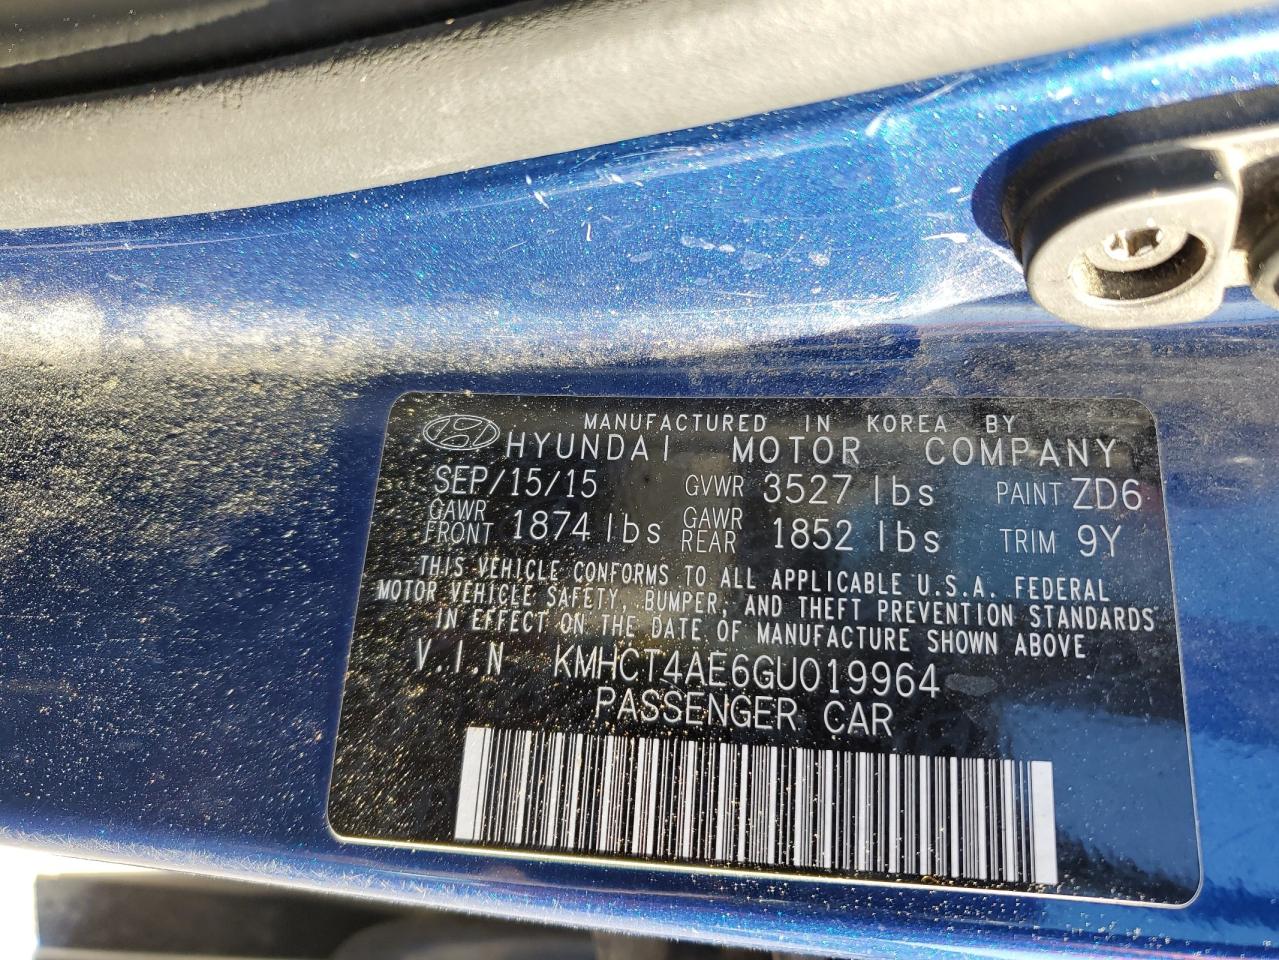 MANUFACTURED IN KOREA BY
HYUNDAI MOTOR COMPANY
SEP/15/15 GVWR 3527 lbs PAINT ZD6
GAWR FRONT 1874 lbs GAWR REAR 1852 lbs TRIM 9Y
THIS VEHICLE CONFORMS TO ALL APPLICABLE U.S.A. FEDERAL
MOTOR VEHICLE SAFETY, BUMPER, AND THEFT PREVENTION STANDARDS
IN EFFECT ON THE DATE OF MANUFACTURE SHOWN ABOVE
V.I.N KMHCT4AE6GU019964
PASSENGER CAR